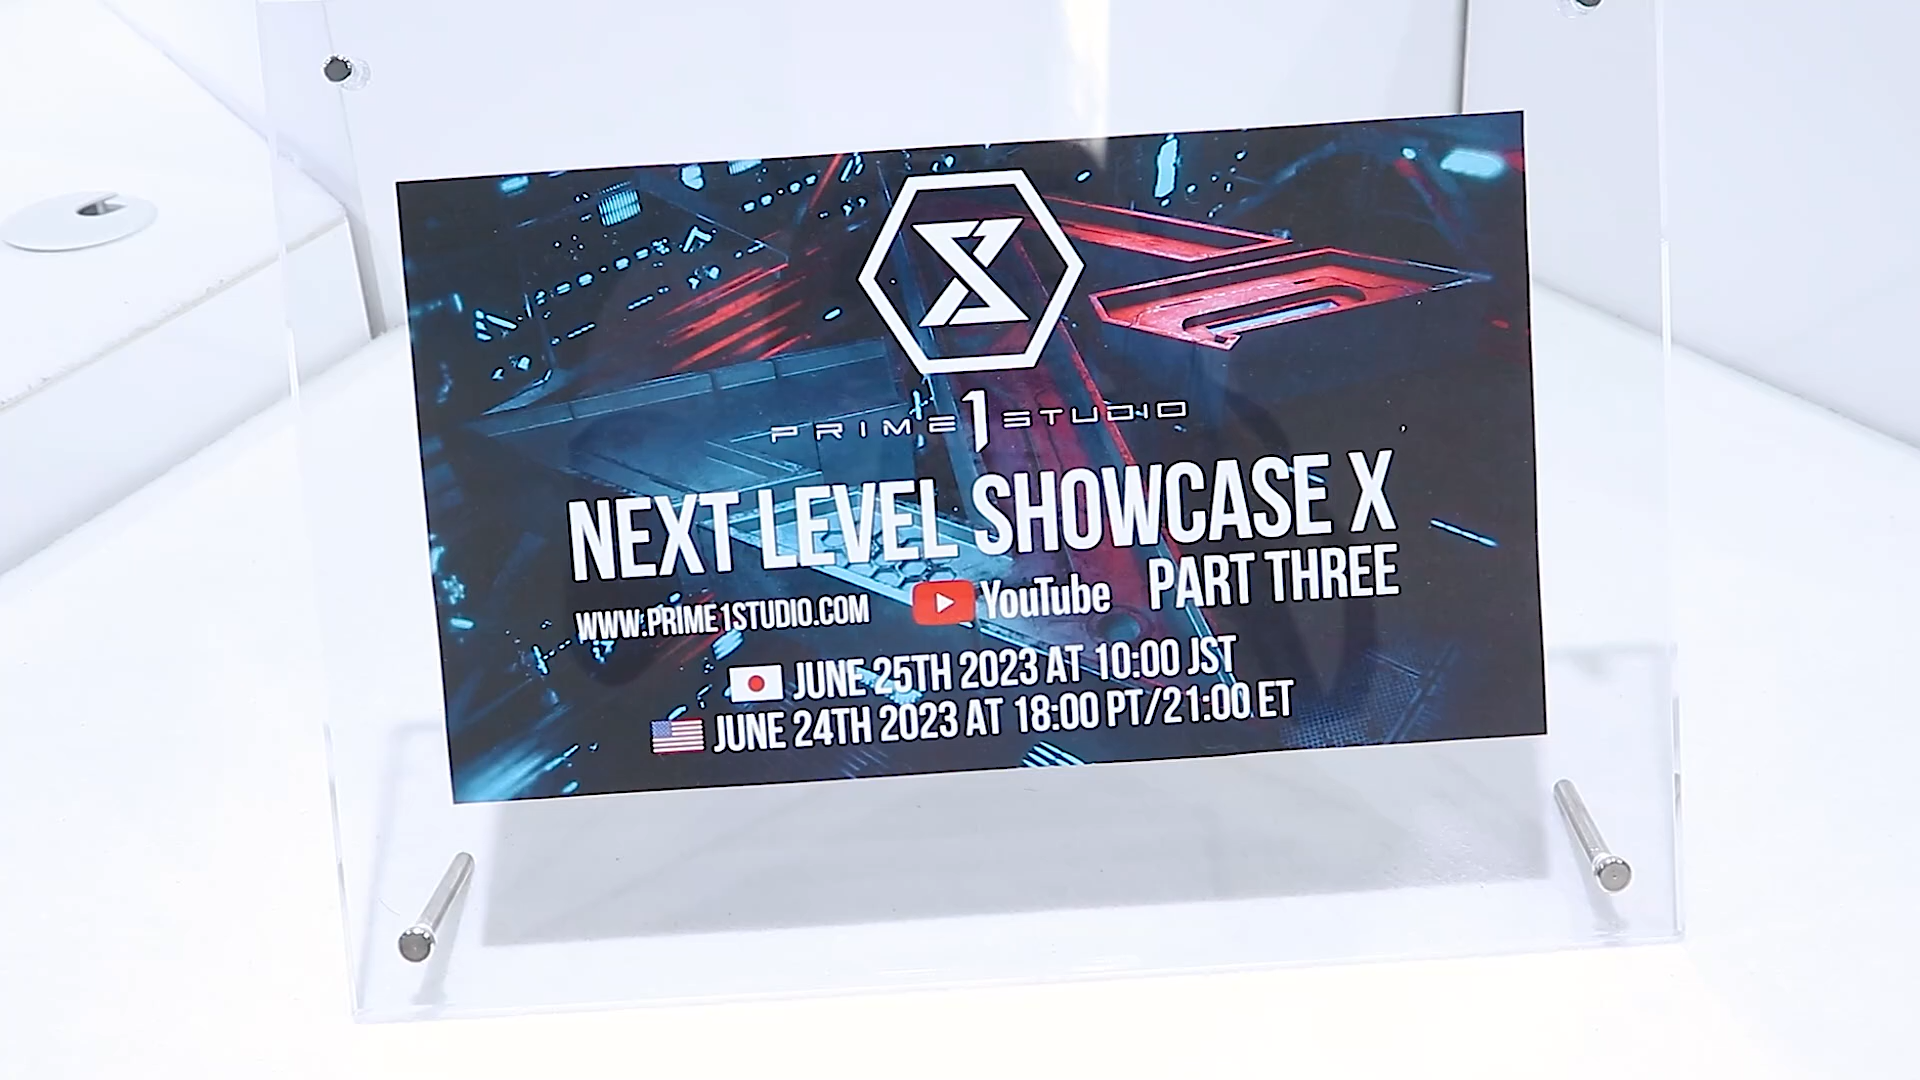 PRIME 1 STUDIO
NEXT LEVEL SHOWCASE X
WWW.PRIME1STUDIO.COM YouTube PART THREE
JUNE 25TH 2023 AT 10:00 JST
JUNE 24TH 2023 AT 18:00 PT/21:00 ET